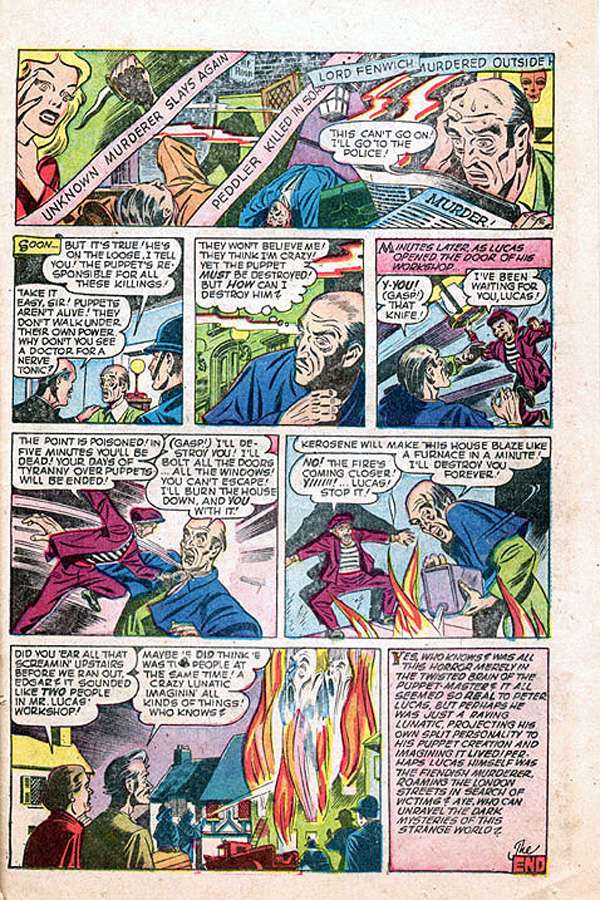 UNKNOWN MURDERER SLAYS AGAIN
PEDDLER KILLED IN SOHO
LORD FENWICH MURDERED OUTSIDE H
THIS CAN'T GO ON!
I'LL GO TO THE
POLICE!
MURDER!
SOON...
BUT IT'S TRUE! HE'S
ON THE LOOSE, I TELL
YOU! THE PUPPET'S RE-
SPONSIBLE FOR ALL
THESE KILLINGS!
TAKE IT
EASY, SIR! PUPPETS
AREN'T ALIVE! THEY
DON'T WALK UNDER
THEIR OWN POWER.
WHY DON'T YOU SEE
A DOCTOR FOR A
NERVE
TONIC?
THEY WON'T BELIEVE ME!
THEY THINK I'M CRAZY!
YET THE PUPPET
MUST BE DESTROYED!
BUT HOW CAN I
DESTROY HIM?
MINUTES LATER, AS LUCAS
OPENED THE DOOR OF HIS
WORKSHOP...
Y-YOU!
(GASP!)
THAT
KNIFE!
I'VE BEEN
WAITING FOR
YOU, LUCAS!
THE POINT IS POISONED! IN
FIVE MINUTES YOU'LL BE
DEAD! YOUR DAYS OF
TYRANNY OVER PUPPETS
WILL BE ENDED!
(GASP!) I'LL DE-
STROY YOU! I'LL
BOLT ALL THE DOORS
... ALL THE WINDOWS!
YOU CAN'T ESCAPE!
I'LL BURN THE HOUSE
DOWN, AND YOU
WITH IT!
KEROSENE WILL MAKE THIS HOUSE BLAZE LIKE
A FURNACE IN A MINUTE!
I'LL DESTROY YOU
FOREVER!
NO! THE FIRE'S
COMING CLOSER!
YIIIIII! ... LUCAS!
STOP IT!
DID YOU 'EAR ALL THAT
SCREAMIN' UPSTAIRS
BEFORE WE RAN OUT,
EDGAR? IT SOUNDED
LIKE TWO PEOPLE
IN MR. LUCAS'
WORKSHOP!
MAYBE 'E DID THINK 'E
WAS TWO PEOPLE AT
THE SAME TIME! A
CRAZY LUNATIC
IMAGININ' ALL
KINDS OF THINGS!
WHO KNOWS?
YES, WHO KNOWS? WAS ALL
THIS HORROR MERELY IN
THE TWISTED BRAIN OF THE
PUPPET MASTER? IT ALL
SEEMED SO REAL TO PETER
LUCAS, BUT PERHAPS HE
WAS JUST A RAVING
LUNATIC, PROJECTING HIS
OWN SPLIT PERSONALITY TO
HIS PUPPET CREATION AND
IMAGINING IT LIVED! PER-
HAPS LUCAS HIMSELF WAS
THE FIENDISH MURDERER,
ROAMING THE LONDON
STREETS IN SEARCH OF
VICTIMS? AYE, WHO CAN
UNRAVEL THE DARK
MYSTERIES OF THIS
STRANGE WORLD?
The
END